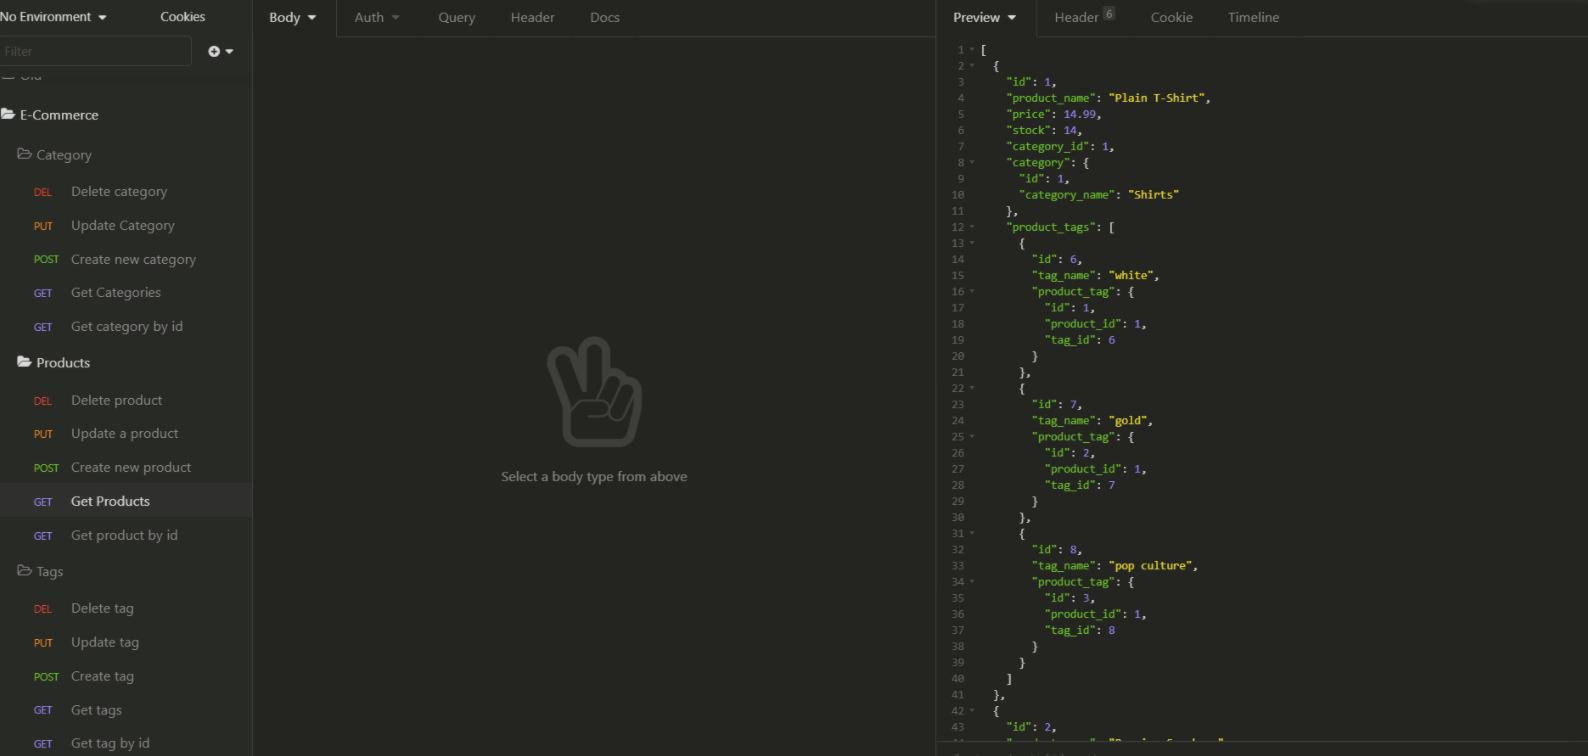 No Environment
Cookies
Filter
E-Commerce
Category
DEL Delete category
PUT Update Category
POST Create new category
GET Get Categories
GET Get category by id
Products
DEL Delete product
PUT Update a product
POST Create new product
GET Get Products
GET Get product by id
Tags
DEL Delete tag
PUT Update tag
POST Create tag
GET Get tags
GET Get tag by id
Body Auth Query Header Docs
Select a body type from above
Preview Header 6 Cookie Timeline
1 [
2 {
3 "id": 1,
4 "product_name": "Plain T-Shirt",
5 "price": 14.99,
6 "stock": 14,
7 "category_id": 1,
8 "category": {
9 "id": 1,
10 "category_name": "Shirts"
11 },
12 "product_tags": [
13 {
14 "id": 6,
15 "tag_name": "white",
16 "product_tag": {
17 "id": 1,
18 "product_id": 1,
19 "tag_id": 6
20 }
21 },
22 {
23 "id": 7,
24 "tag_name": "gold",
25 "product_tag": {
26 "id": 2,
27 "product_id": 1,
28 "tag_id": 7
29 }
30 },
31 {
32 "id": 8,
33 "tag_name": "pop culture",
34 "product_tag": {
35 "id": 3,
36 "product_id": 1,
37 "tag_id": 8
38 }
39 }
40 ]
41 },
42 {
43 "id": 2,